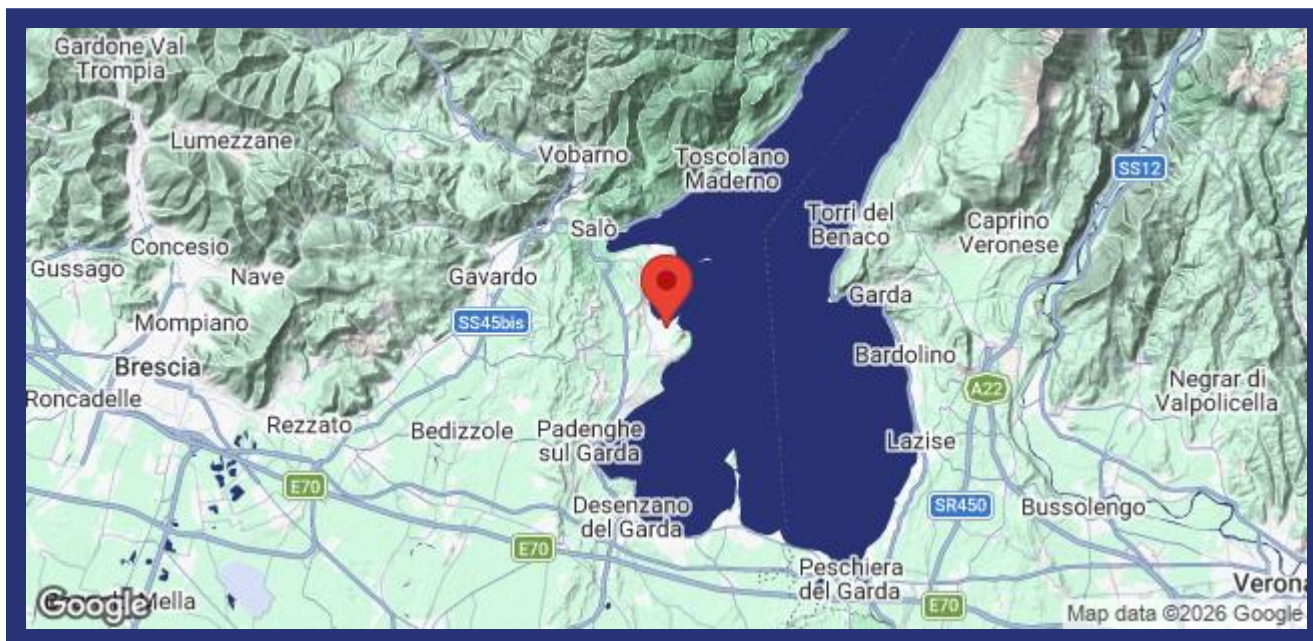 Gardone Val
Trompia
Lumezzane
Vobarno
Toscolano
Maderno
SS12
Torri del
Benaco
Caprino
Veronese
Salò
Concesio
Gussago
Nave
Gavardo
Garda
Mompiano
SS45bis
Bardolino
Brescia
A22
Negrar di
Valpolicella
Roncadelle
Rezzato
Bedizzole
Padenghe
sul Garda
Lazise
E70
Desenzano
del Garda
SR450
Bussolengo
E70
Peschiera
del Garda
Verona
Google
Mella
E70
Map data ©2026 Google